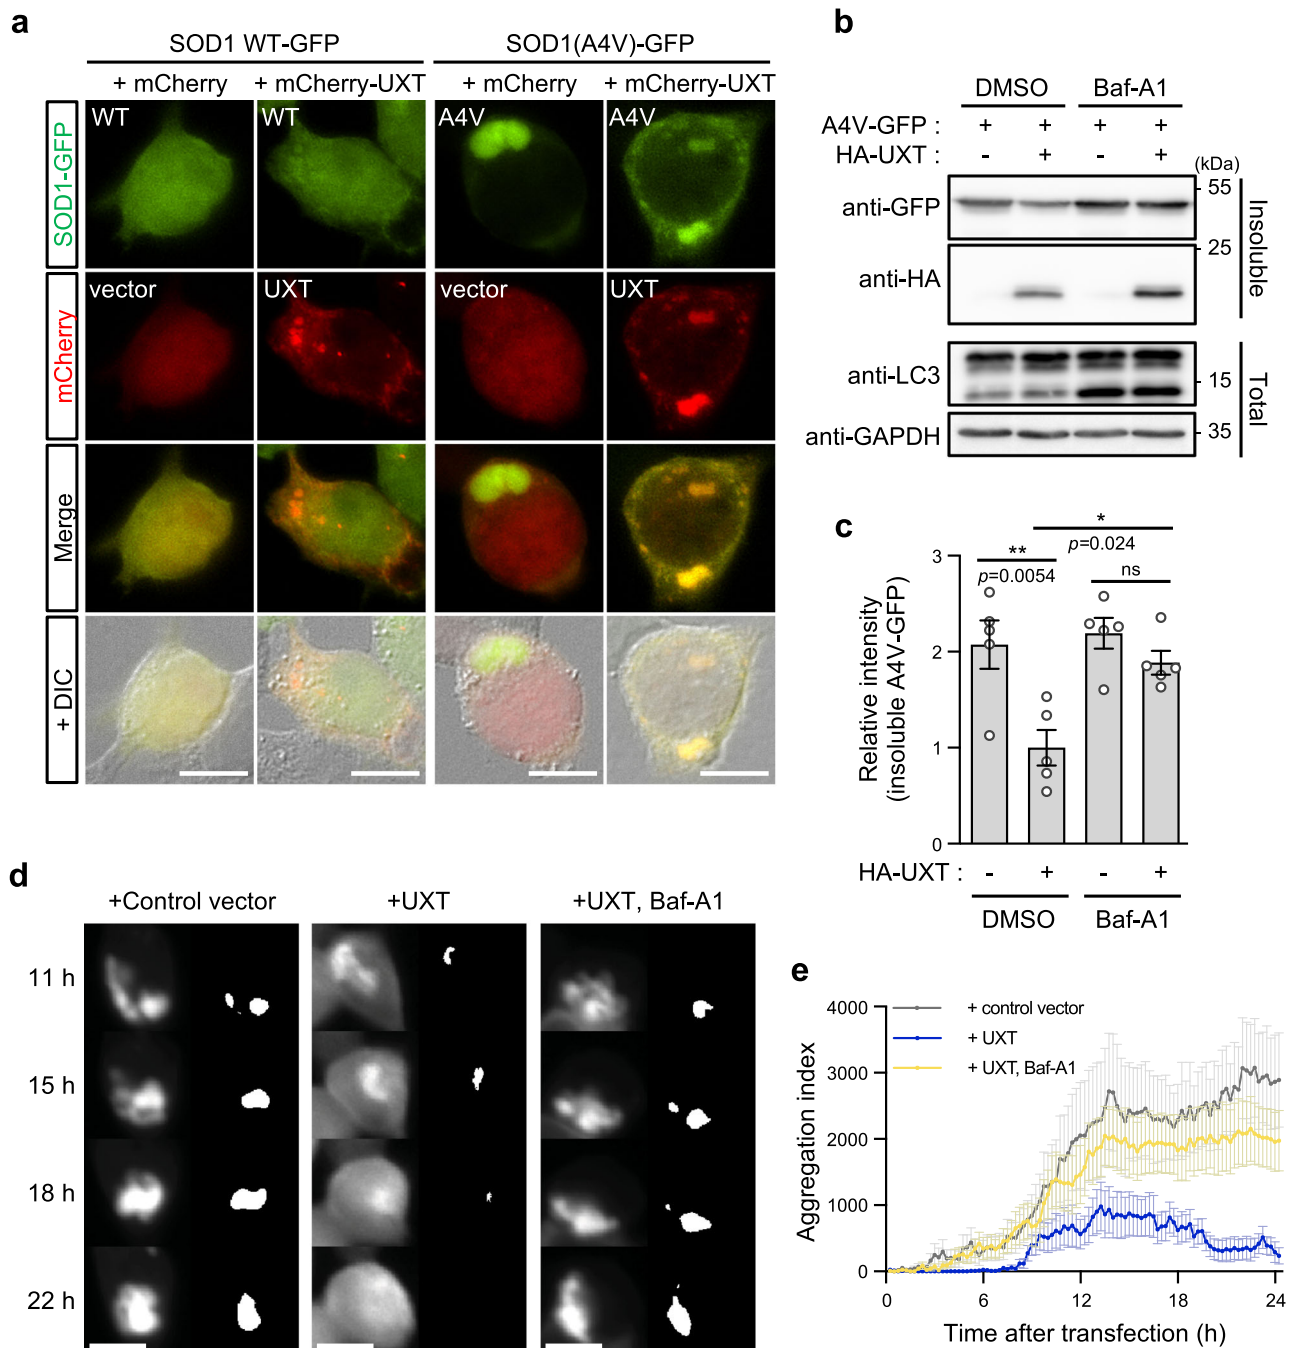 a
SOD1 WT-GFP
SOD1(A4V)-GFP
+ mCherry
+ mCherry-UXT
+ mCherry
+ mCherry-UXT
SOD1-GFP
WT
WT
A4V
A4V
mCherry
vector
UXT
vector
UXT
Merge
+ DIC
b
DMSO
Baf-A1
A4V-GFP :
+
+
+
+
HA-UXT :
-
+
-
+
(kDa)
anti-GFP
55
anti-HA
25
Insoluble
anti-LC3
15
anti-GAPDH
35
Total
c
Relative intensity
(insoluble A4V-GFP)
3
2
1
0
**
p=0.0054
*
p=0.024
ns
HA-UXT :
-
+
-
+
DMSO
Baf-A1
d
+Control vector
+UXT
+UXT, Baf-A1
11 h
15 h
18 h
22 h
e
Aggregation index
4000
3000
2000
1000
0
+ control vector
+ UXT
+ UXT, Baf-A1
0
6
12
18
24
Time after transfection (h)